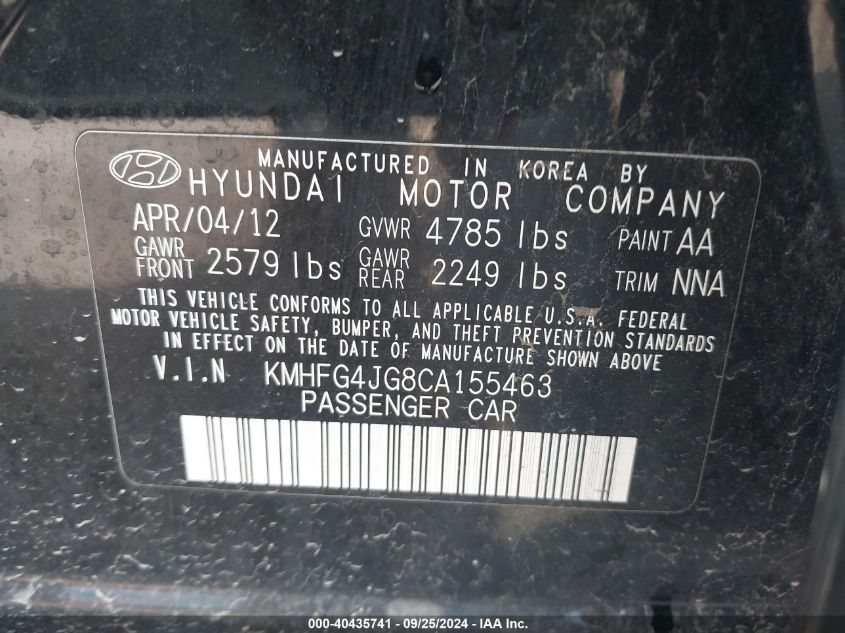 MANUFACTURED IN KOREA BY
HYUNDAI MOTOR COMPANY
APR/04/12 GVWR 4785 lbs PAINT AA
GAWR FRONT 2579 lbs GAWR REAR 2249 lbs TRIM NNA
THIS VEHICLE CONFORMS TO ALL APPLICABLE U.S.A. FEDERAL
MOTOR VEHICLE SAFETY, BUMPER, AND THEFT PREVENTION STANDARDS
IN EFFECT ON THE DATE OF MANUFACTURE SHOWN ABOVE
V.I.N KMHFG4JG8CA155463
PASSENGER CAR
000-40435741 - 09/25/2024 - IAA Inc.